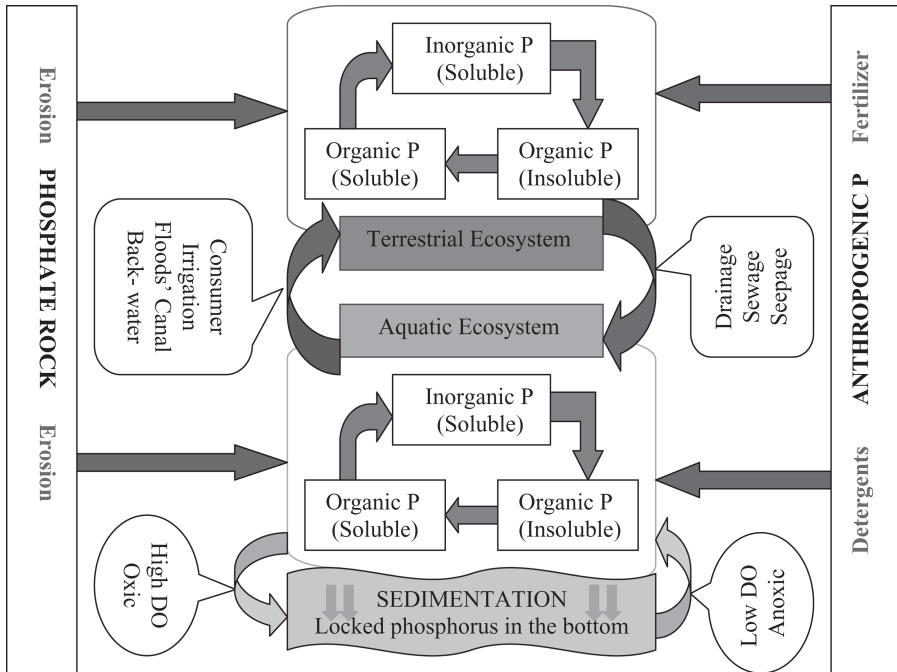 Erosion
PHOSPHATE ROCK
Erosion
Inorganic P
(Soluble)
Organic P
(Soluble)
Organic P
(Insoluble)
Fertilizer
ANTHROPOGENIC P
Detergents
Consumer
Irrigation
Floods’ Canal
Back- water
Terrestrial Ecosystem
Aquatic Ecosystem
Drainage
Sewage
Seepage
Inorganic P
(Soluble)
Organic P
(Soluble)
Organic P
(Insoluble)
High DO
Oxic
SEDIMENTATION
Locked phosphorus in the bottom
Low DO
Anoxic